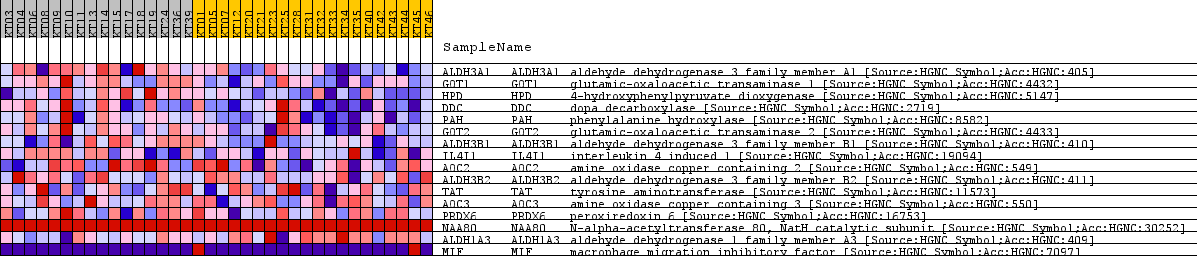 KT03 KT04 KT06 KT08 KT09 KT10 KT11 KT13 KT14 KT15 KT17 KT18 KT19 KT24 KT36 KT39 KT01 KT05 KT07 KT12 KT20 KT21 KT23 KT25 KT28 KT31 KT32 KT33 KT34 KT35 KT40 KT42 KT43 KT44 KT45 KT46
SampleName
ALDH3A1 ALDH3A1 aldehyde dehydrogenase 3 family member A1 [Source:HGNC Symbol;Acc:HGNC:405]
GOT1 GOT1 glutamic-oxaloacetic transaminase 1 [Source:HGNC Symbol;Acc:HGNC:4432]
HPD HPD 4-hydroxyphenylpyruvate dioxygenase [Source:HGNC Symbol;Acc:HGNC:5147]
DDC DDC dopa decarboxylase [Source:HGNC Symbol;Acc:HGNC:2719]
PAH PAH phenylalanine hydroxylase [Source:HGNC Symbol;Acc:HGNC:8582]
GOT2 GOT2 glutamic-oxaloacetic transaminase 2 [Source:HGNC Symbol;Acc:HGNC:4433]
ALDH3B1 ALDH3B1 aldehyde dehydrogenase 3 family member B1 [Source:HGNC Symbol;Acc:HGNC:410]
IL4I1 IL4I1 interleukin 4 induced 1 [Source:HGNC Symbol;Acc:HGNC:19094]
AOC2 AOC2 amine oxidase copper containing 2 [Source:HGNC Symbol;Acc:HGNC:549]
ALDH3B2 ALDH3B2 aldehyde dehydrogenase 3 family member B2 [Source:HGNC Symbol;Acc:HGNC:411]
TAT TAT tyrosine aminotransferase [Source:HGNC Symbol;Acc:HGNC:11573]
AOC3 AOC3 amine oxidase copper containing 3 [Source:HGNC Symbol;Acc:HGNC:550]
PRDX6 PRDX6 peroxiredoxin 6 [Source:HGNC Symbol;Acc:HGNC:16753]
NAA80 NAA80 N-alpha-acetyltransferase 80, NatH catalytic subunit [Source:HGNC Symbol;Acc:HGNC:30252]
ALDH1A3 ALDH1A3 aldehyde dehydrogenase 1 family member A3 [Source:HGNC Symbol;Acc:HGNC:409]
MIF MIF macrophage migration inhibitory factor [Source:HGNC Symbol;Acc:HGNC:7097]